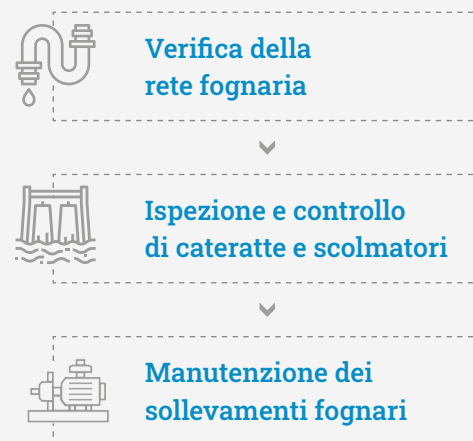 Verifica della
rete fognaria
Ispezione e controllo
di cateratte e scolmatori
Manutenzione dei
sollevamenti fognari